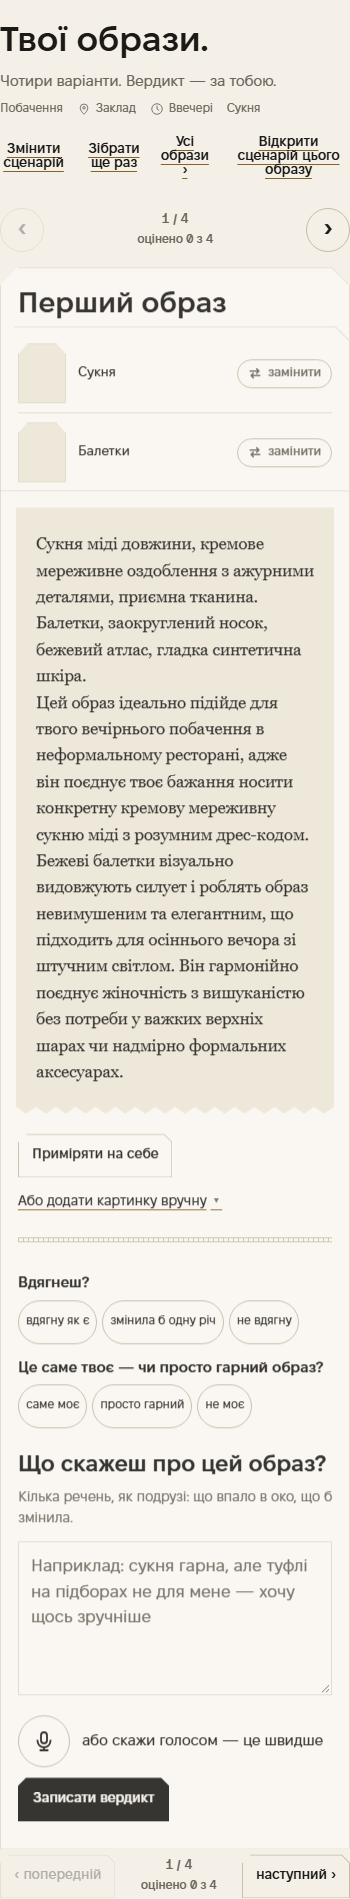 Твої образи.
Чотири варіанти. Вердикт — за тобою.
Побачення Заклад Ввечері Сукня
Змінити сценарій
Зібрати ще раз
Усі образи ›
Відкрити сценарій цього образу
‹
1 / 4
оцінено 0 з 4
›
Перший образ
Сукня
замінити
Балетки
замінити
Сукня міді довжини, кремове
мереживне оздоблення з ажурними
деталями, приємна тканина.
Балетки, заокруглений носок,
бежевий атлас, гладка синтетична
шкіра.
Цей образ ідеально підійде для
твого вечірнього побачення в
неформальному ресторані, адже
він поєднує твоє бажання носити
конкретну кремову мереживну
сукню міді з розумним дрес-кодом.
Бежеві балетки візуально
видовжують силует і роблять образ
невимушеним та елегантним, що
підходить для осіннього вечора зі
штучним світлом. Він гармонійно
поєднує жіночність з вишуканістю
без потреби у важких верхніх
шарах чи надмірно формальних
аксесуарах.
Приміряти на себе
Або додати картинку вручну
Вдягнеш?
вдягну як є
змінила б одну річ
не вдягну
Це саме твоє — чи просто гарний образ?
саме моє
просто гарний
не моє
Що скажеш про цей образ?
Кілька речень, як подрузі: що впало в око, що б
змінила.
Наприклад: сукня гарна, але туфлі
на підборах не для мене — хочу
щось зручніше
або скажи голосом — це швидше
Записати вердикт
‹ попередній
1 / 4
оцінено 0 з 4
наступний ›